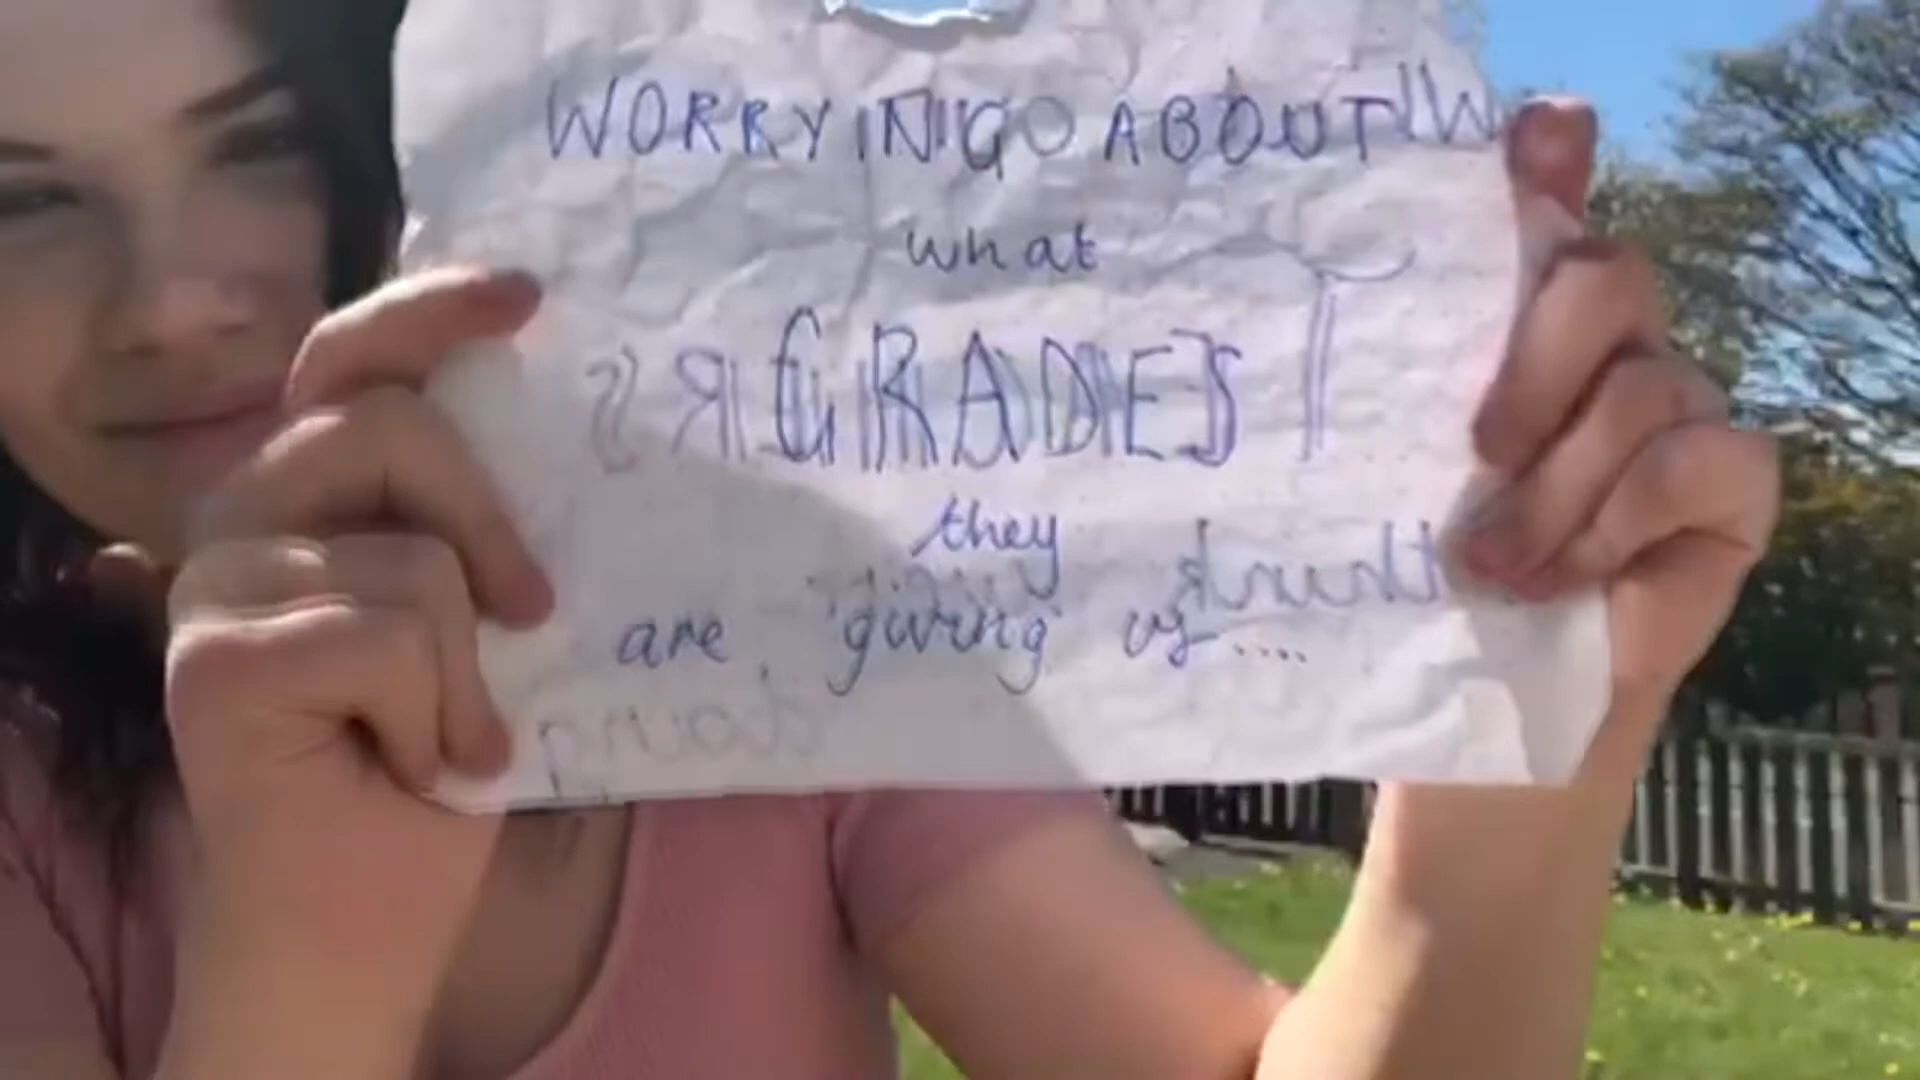 WORRYING ABOUT
what
GRADES
they
are giving us....